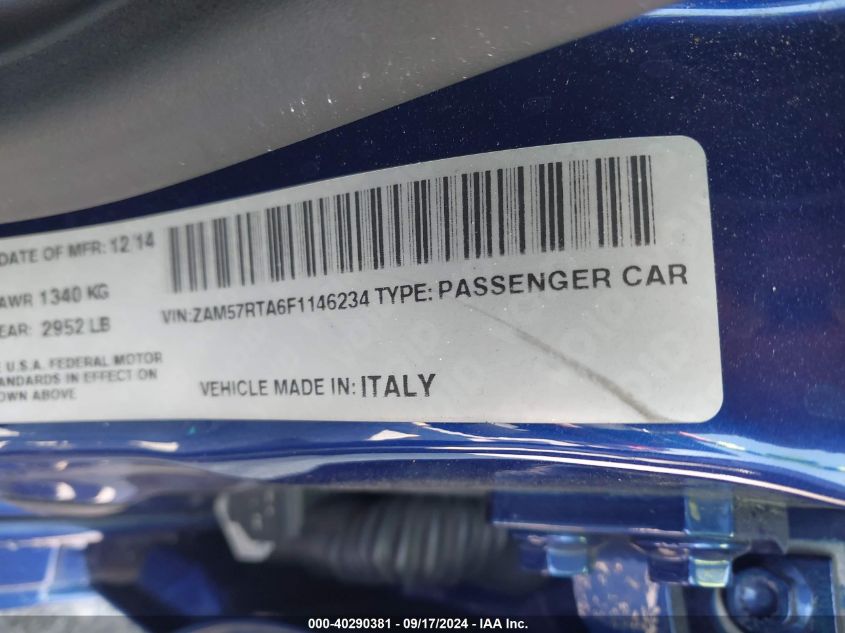 DATE OF MFR: 12/14
AWR 1340 KG
EAR: 2952 LB
VIN:ZAM57RTA6F1146234 TYPE: PASSENGER CAR
U.S.A. FEDERAL MOTOR
ANDARDS IN EFFECT ON
OWN ABOVE
VEHICLE MADE IN: ITALY
000-40290381 - 09/17/2024 - IAA Inc.